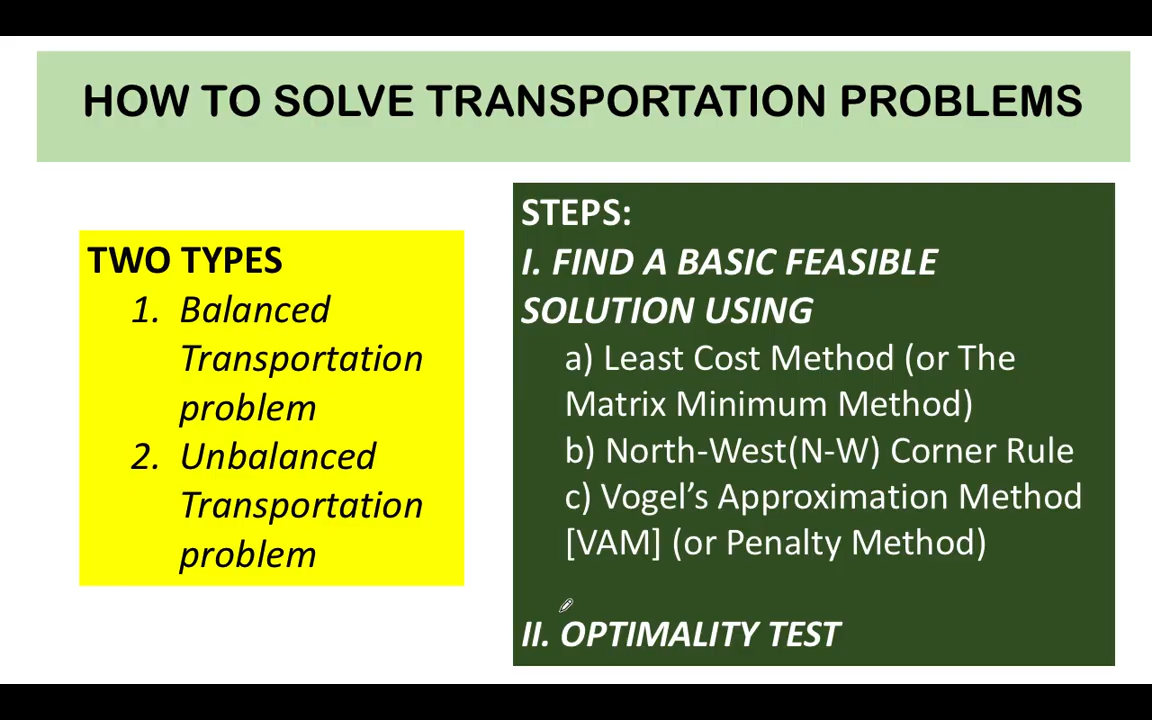 HOW TO SOLVE TRANSPORTATION PROBLEMS
TWO TYPES
1. Balanced
Transportation
problem
2. Unbalanced
Transportation
problem
STEPS:
I. FIND A BASIC FEASIBLE
SOLUTION USING
a) Least Cost Method (or The
Matrix Minimum Method)
b) North-West(N-W) Corner Rule
c) Vogel’s Approximation Method
[VAM] (or Penalty Method)
II. OPTIMALITY TEST